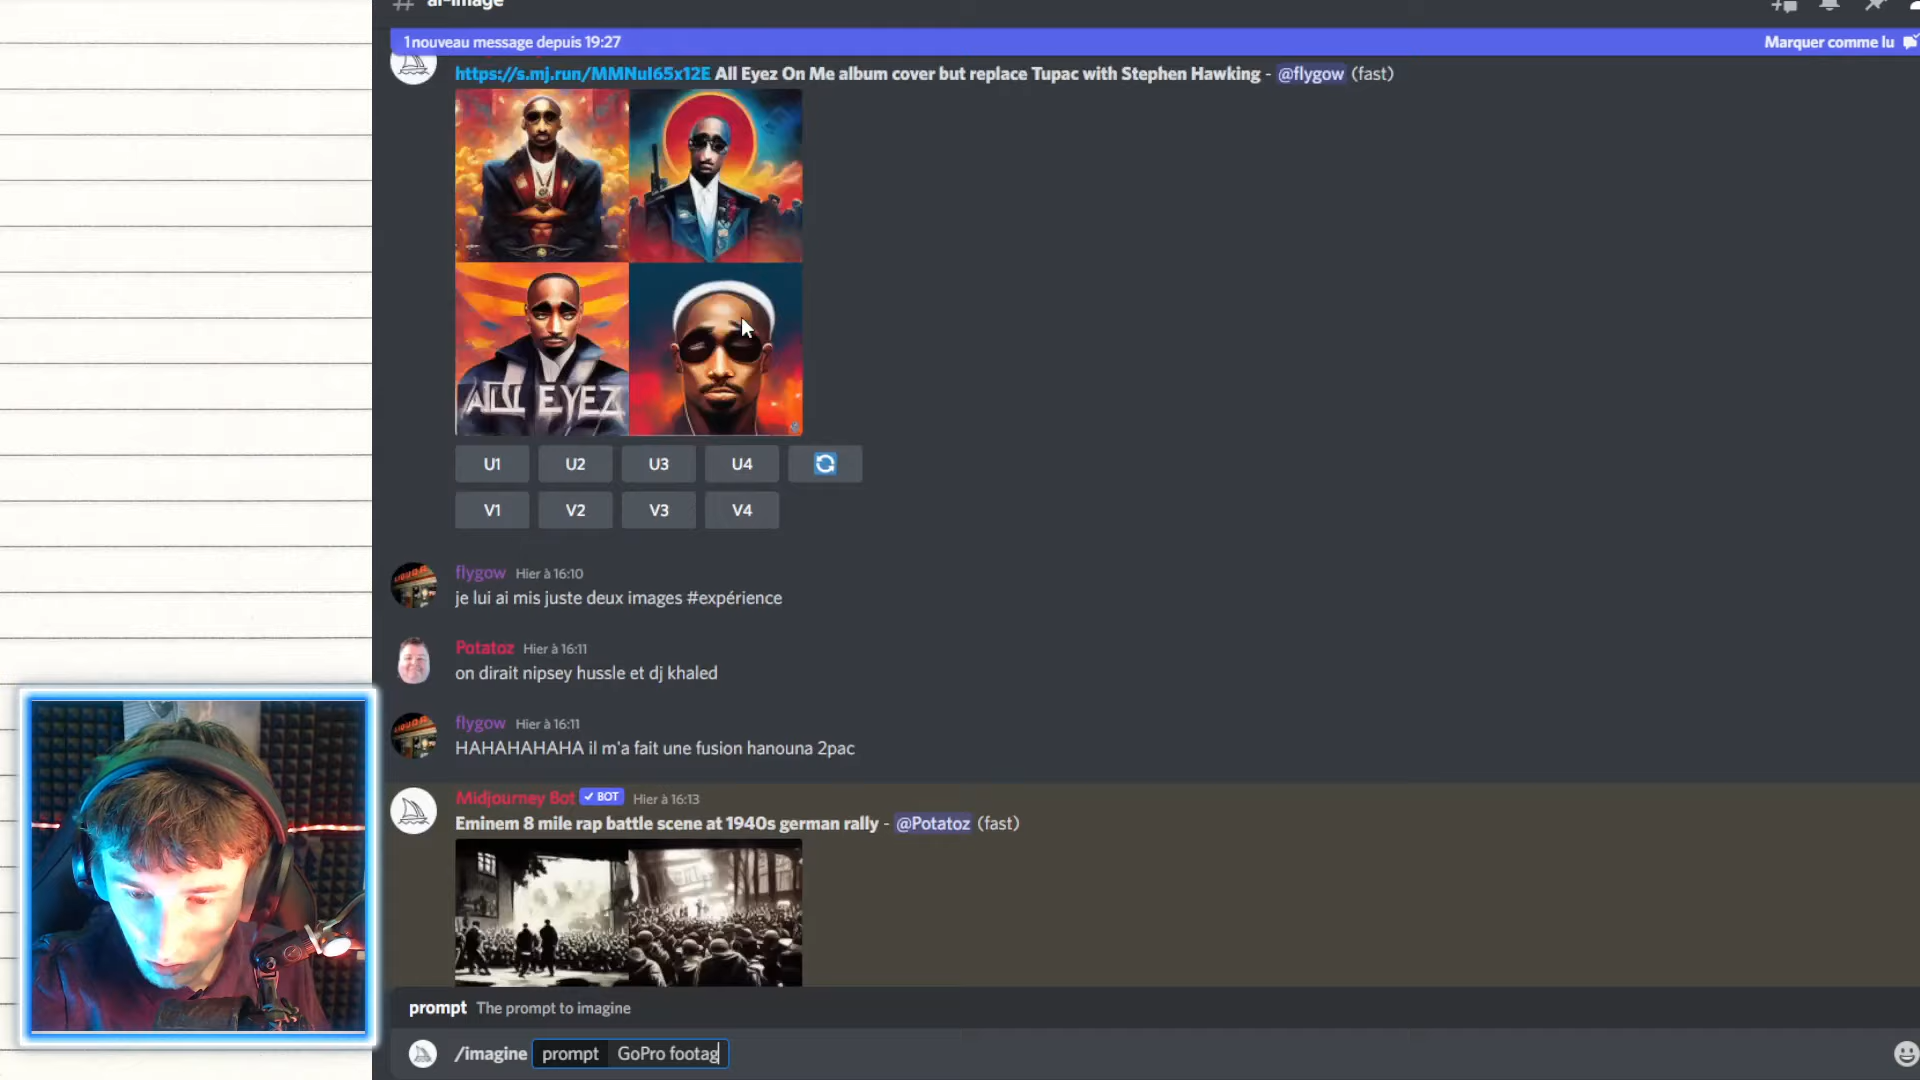 ai-image
1 nouveau message depuis 19:27 Marquer comme lu
https://s.mj.run/MMNuI65x12E All Eyez On Me album cover but replace Tupac with Stephen Hawking - @flygow (fast)
ALL EYEZ
U1 U2 U3 U4
V1 V2 V3 V4
flygow Hier à 16:10
je lui ai mis juste deux images #expérience
Potatoz Hier à 16:11
on dirait nipsey hussle et dj khaled
flygow Hier à 16:11
HAHAHAHAHA il m'a fait une fusion hanouna 2pac
Midjourney Bot ✔ BOT Hier à 16:13
Eminem 8 mile rap battle scene at 1940s german rally - @Potatoz (fast)
prompt The prompt to imagine
/imagine prompt GoPro footag